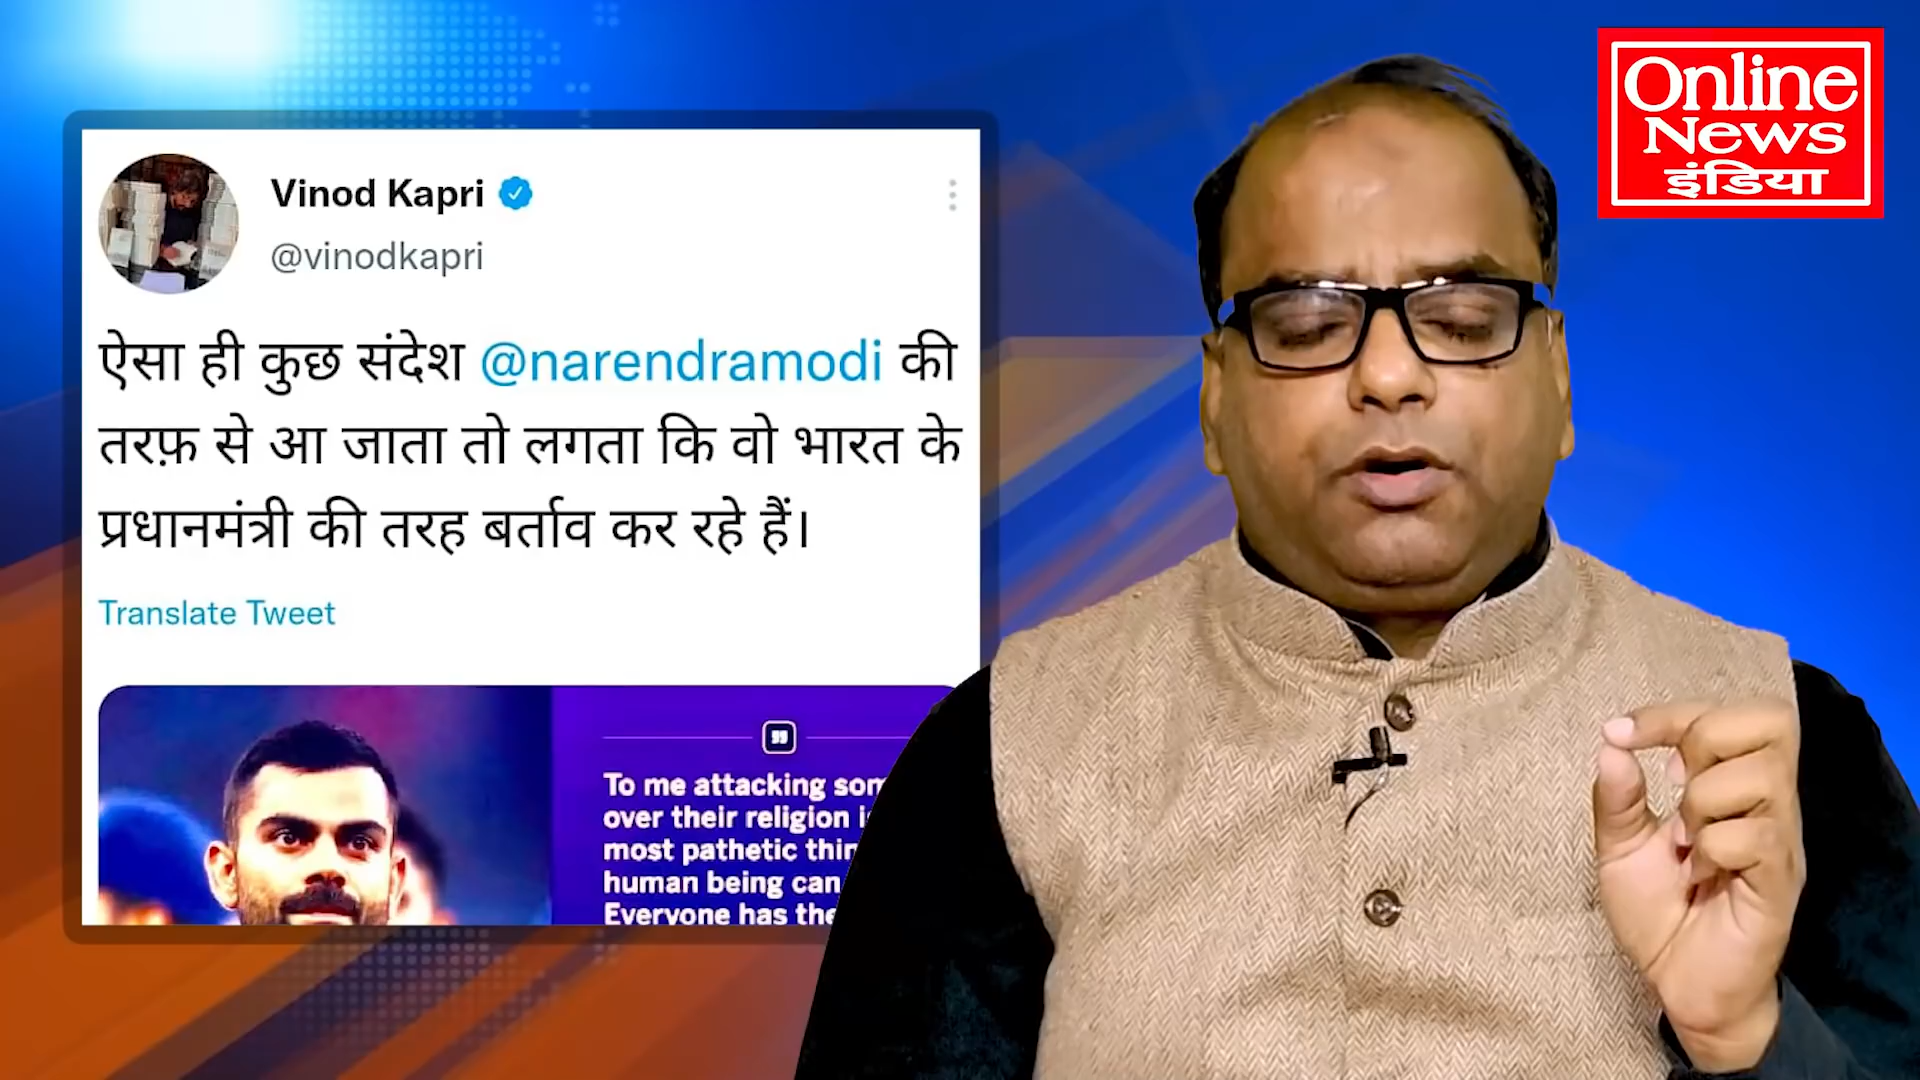 Vinod Kapri
@vinodkapri
ऐसा ही कुछ संदेश @narendramodi की
तरफ़ से आ जाता तो लगता कि वो भारत के
प्रधानमंत्री की तरह बर्ताव कर रहे हैं।
Translate Tweet
To me attacking
over their religion
most pathetic
human being can
Everyone has
Online
News
इंडिया